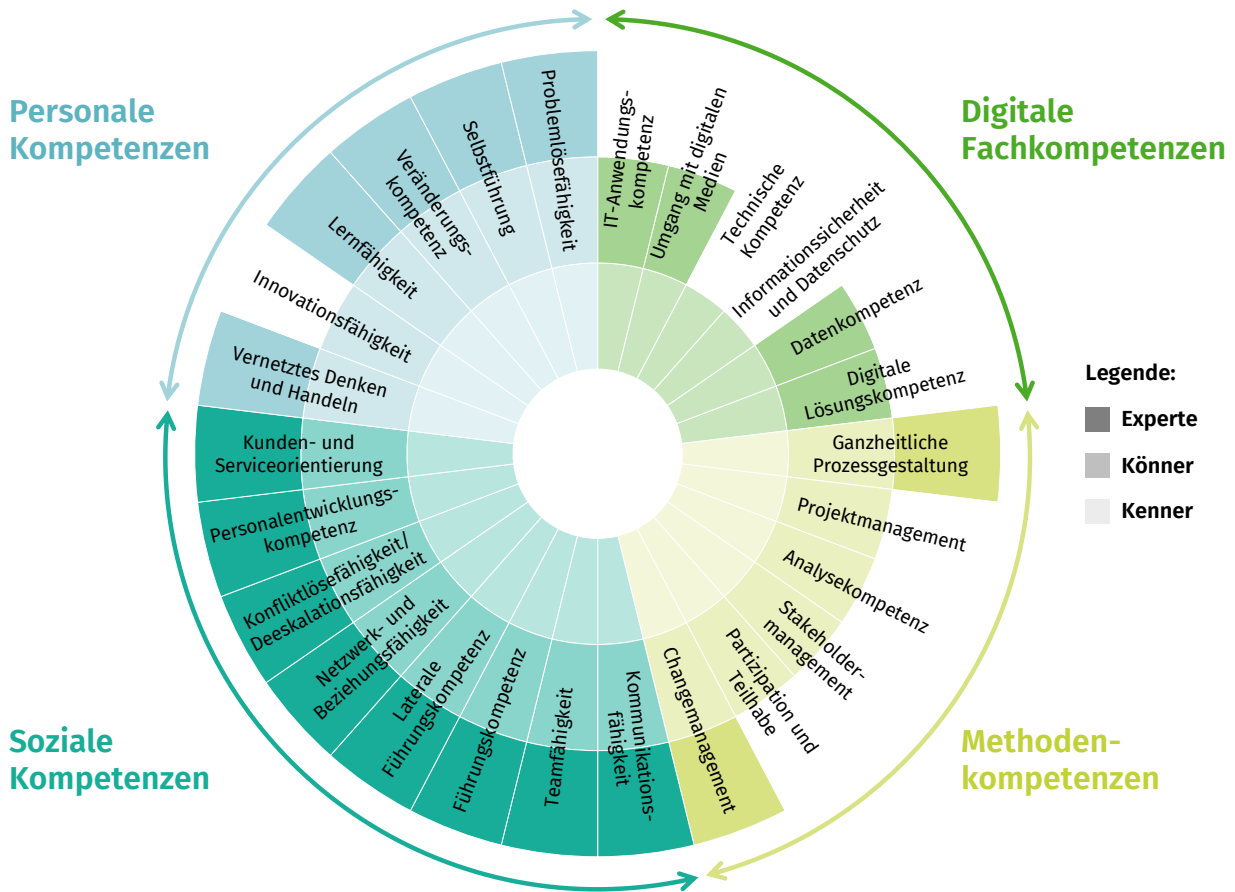 Personale
Kompetenzen
Digitale
Fachkompetenzen
Problemlösefähigkeit
Selbstführung
Veränderungs-
kompetenz
Lernfähigkeit
Innovationsfähigkeit
Vernetztes Denken
und Handeln
IT-Anwendungs-
kompetenz
Umgang mit digitalen
Medien
Technische
Kompetenz
Informationssicherheit
und Datenschutz
Datenkompetenz
Digitale
Lösungskompetenz
Legende:
Experte
Könner
Kenner
Ganzheitliche
Prozessgestaltung
Projektmanagement
Analysekompetenz
Stakeholder-
management
Partizipation und
Teilhabe
Changemanagement
Kunden- und
Serviceorientierung
Personalentwicklungs-
kompetenz
Konfliktlösefähigkeit/
Deeskalationsfähigkeit
Netzwerk- und
Beziehungsfähigkeit
Laterale
Führungskompetenz
Führungskompetenz
Teamfähigkeit
Kommunikations-
fähigkeit
Soziale
Kompetenzen
Methoden-
kompetenzen